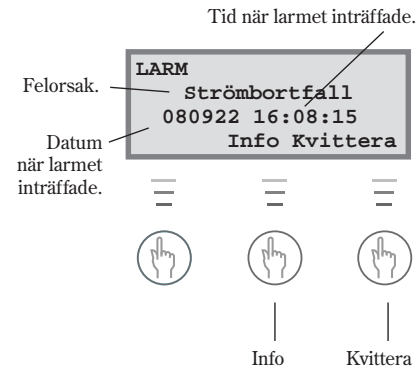 Tid när larmet inträffade.
LARM
Felorsak.
Strömbortfall
080922 16:08:15
Datum
när larmet
inträffade.
Info Kvittera
Info
Kvittera